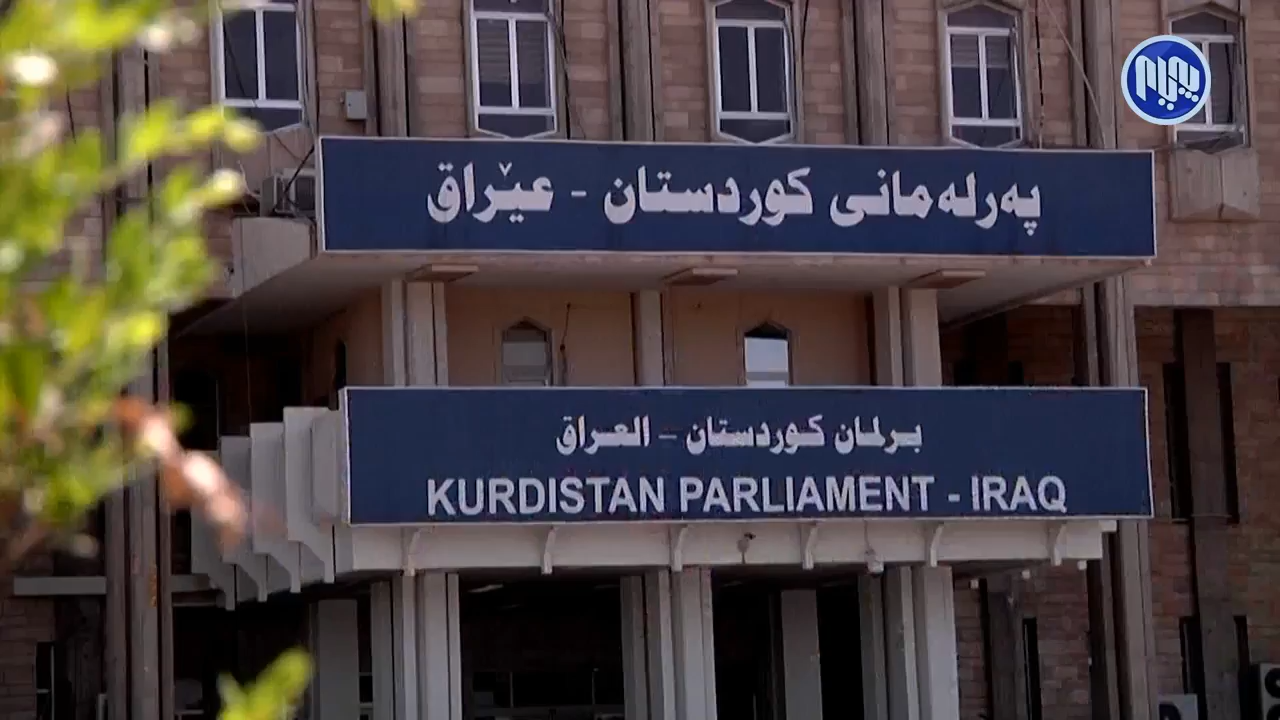 پەرلەمانی کوردستان - عێراق
برلمان كوردستان - العراق
KURDISTAN PARLIAMENT - IRAQ